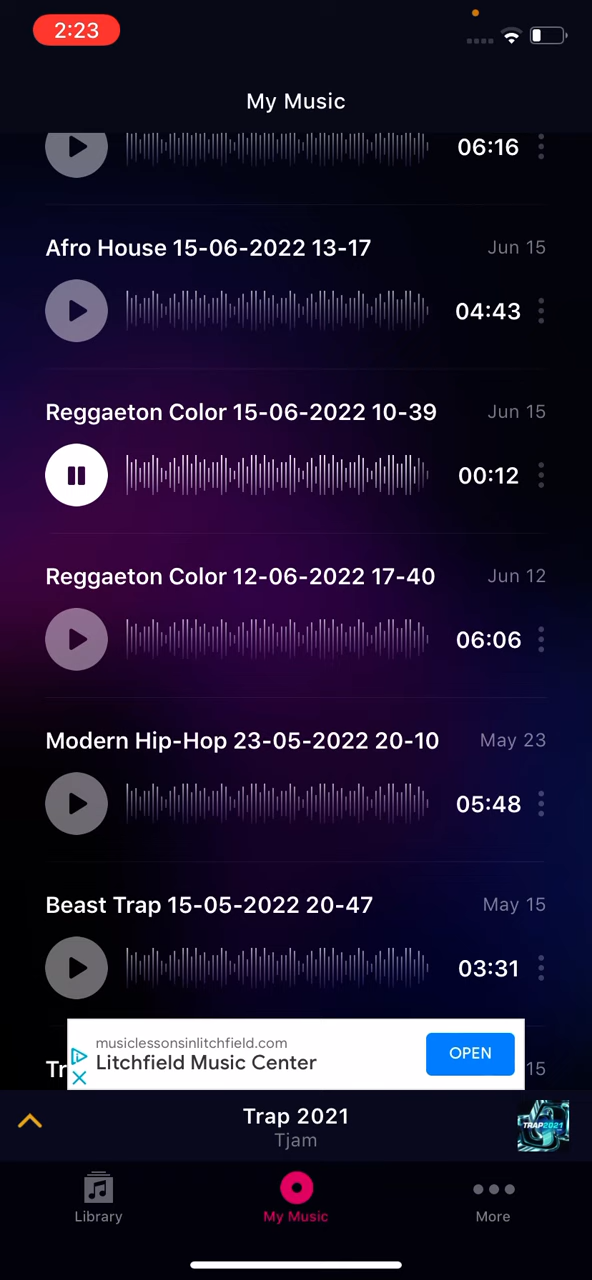 2:23
My Music
06:16
Afro House 15-06-2022 13-17
Jun 15
04:43
Reggaeton Color 15-06-2022 10-39
Jun 15
00:12
Reggaeton Color 12-06-2022 17-40
Jun 12
06:06
Modern Hip-Hop 23-05-2022 20-10
May 23
05:48
Beast Trap 15-05-2022 20-47
May 15
03:31
musiclessonsinlitchfield.com
Litchfield Music Center
OPEN
Tr
15
Trap 2021
Tjam
TRAP2021
Library
My Music
More